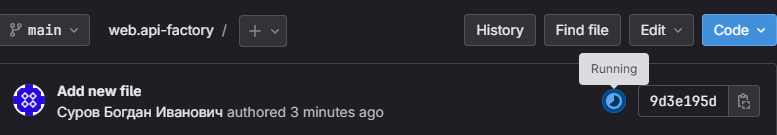 main
web.api-factory /
History
Find file
Edit
Code
Running
Add new file
Суров Богдан Иванович authored 3 minutes ago
9d3e195d